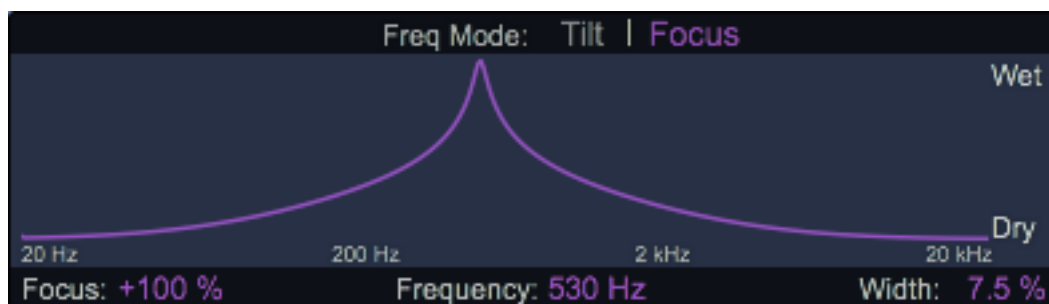 Freq Mode: Tilt | Focus
Wet
Dry
20 Hz 200 Hz 2 kHz 20 kHz
Focus: +100 % Frequency: 530 Hz Width: 7.5 %